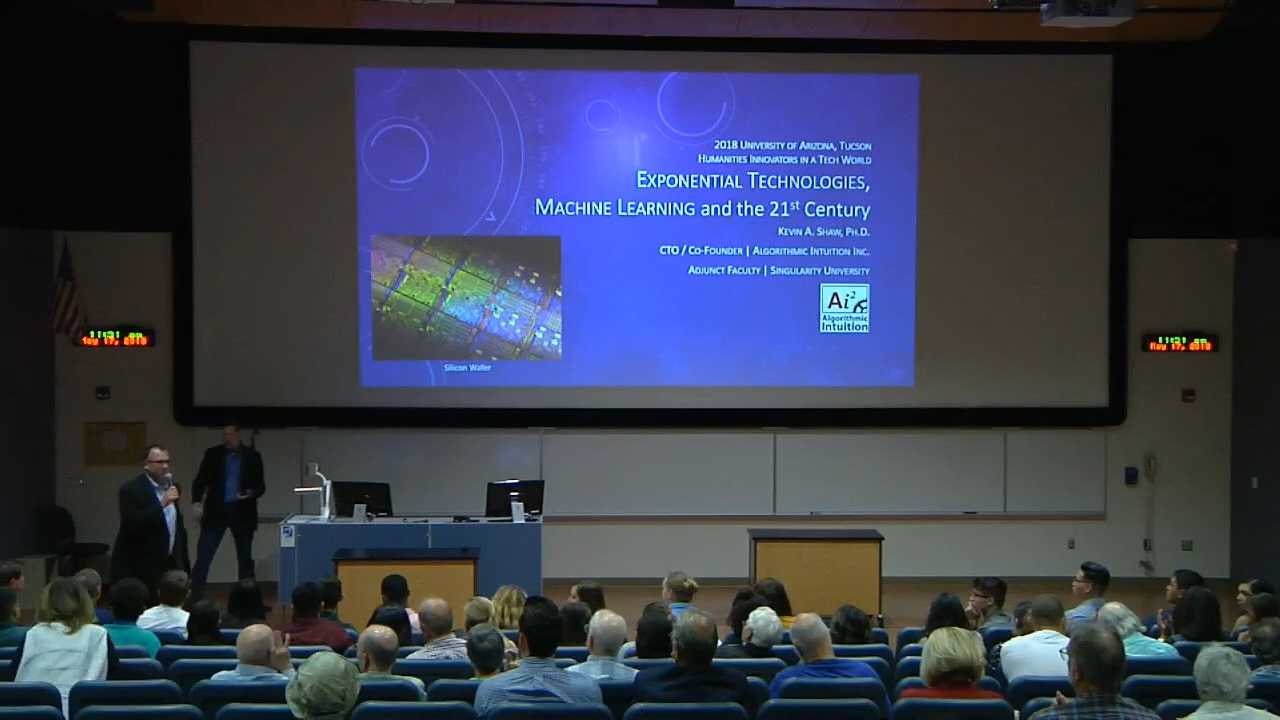 2018 University of Arizona, Tucson
Humanities Innovators in a Tech World
Exponential Technologies,
Machine Learning and the 21st Century
Kevin A. Shaw, Ph.D.
CTO / Co-Founder | Algorithmic Intuition Inc.
Adjunct Faculty | Singularity University
Ai2
Algorithmic
Intuition
Silicon Wafer